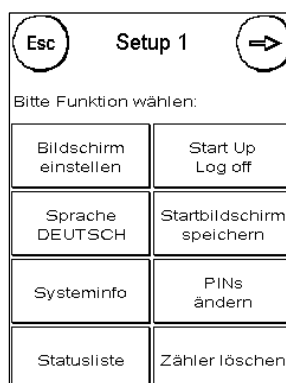 Esc Setup 1
Bitte Funktion wählen:
Bildschirm
einstellen
Start Up
Log off
Sprache
DEUTSCH
Startbildschirm
speichern
Systeminfo
PINs
ändern
Statusliste
Zähler löschen